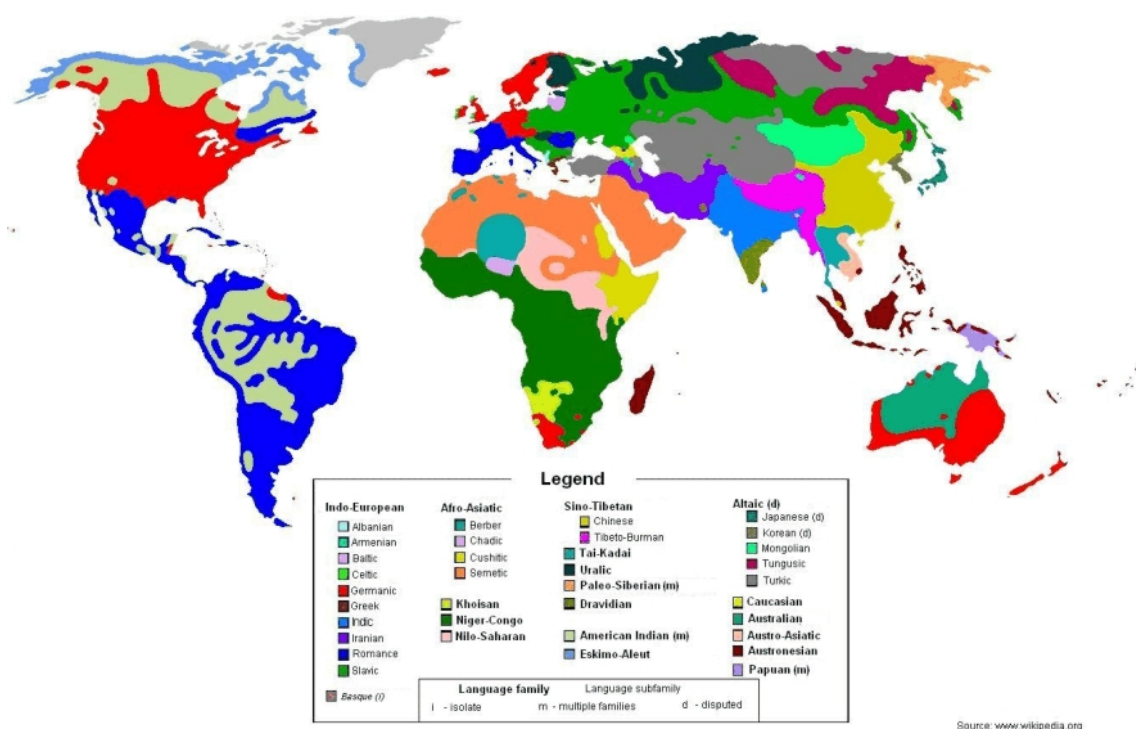 Legend
Indo-European
Albanian
Armenian
Baltic
Celtic
Germanic
Greek
Indic
Iranian
Romance
Slavic
Basque (i)
Afro-Asiatic
Berber
Chadic
Cushitic
Semetic
Khoisan
Niger-Congo
Nilo-Saharan
Sino-Tibetan
Chinese
Tibeto-Burman
Tai-Kadai
Uralic
Paleo-Siberian (m)
Dravidian
American Indian (m)
Eskimo-Aleut
Altaic (d)
Japanese (d)
Korean (d)
Mongolian
Tungusic
Turkic
Caucasian
Australian
Austro-Asiatic
Austronesian
Papuan (m)
Language family Language subfamily
i - isolate m - multiple families d - disputed
Source: www.wikipedia.org